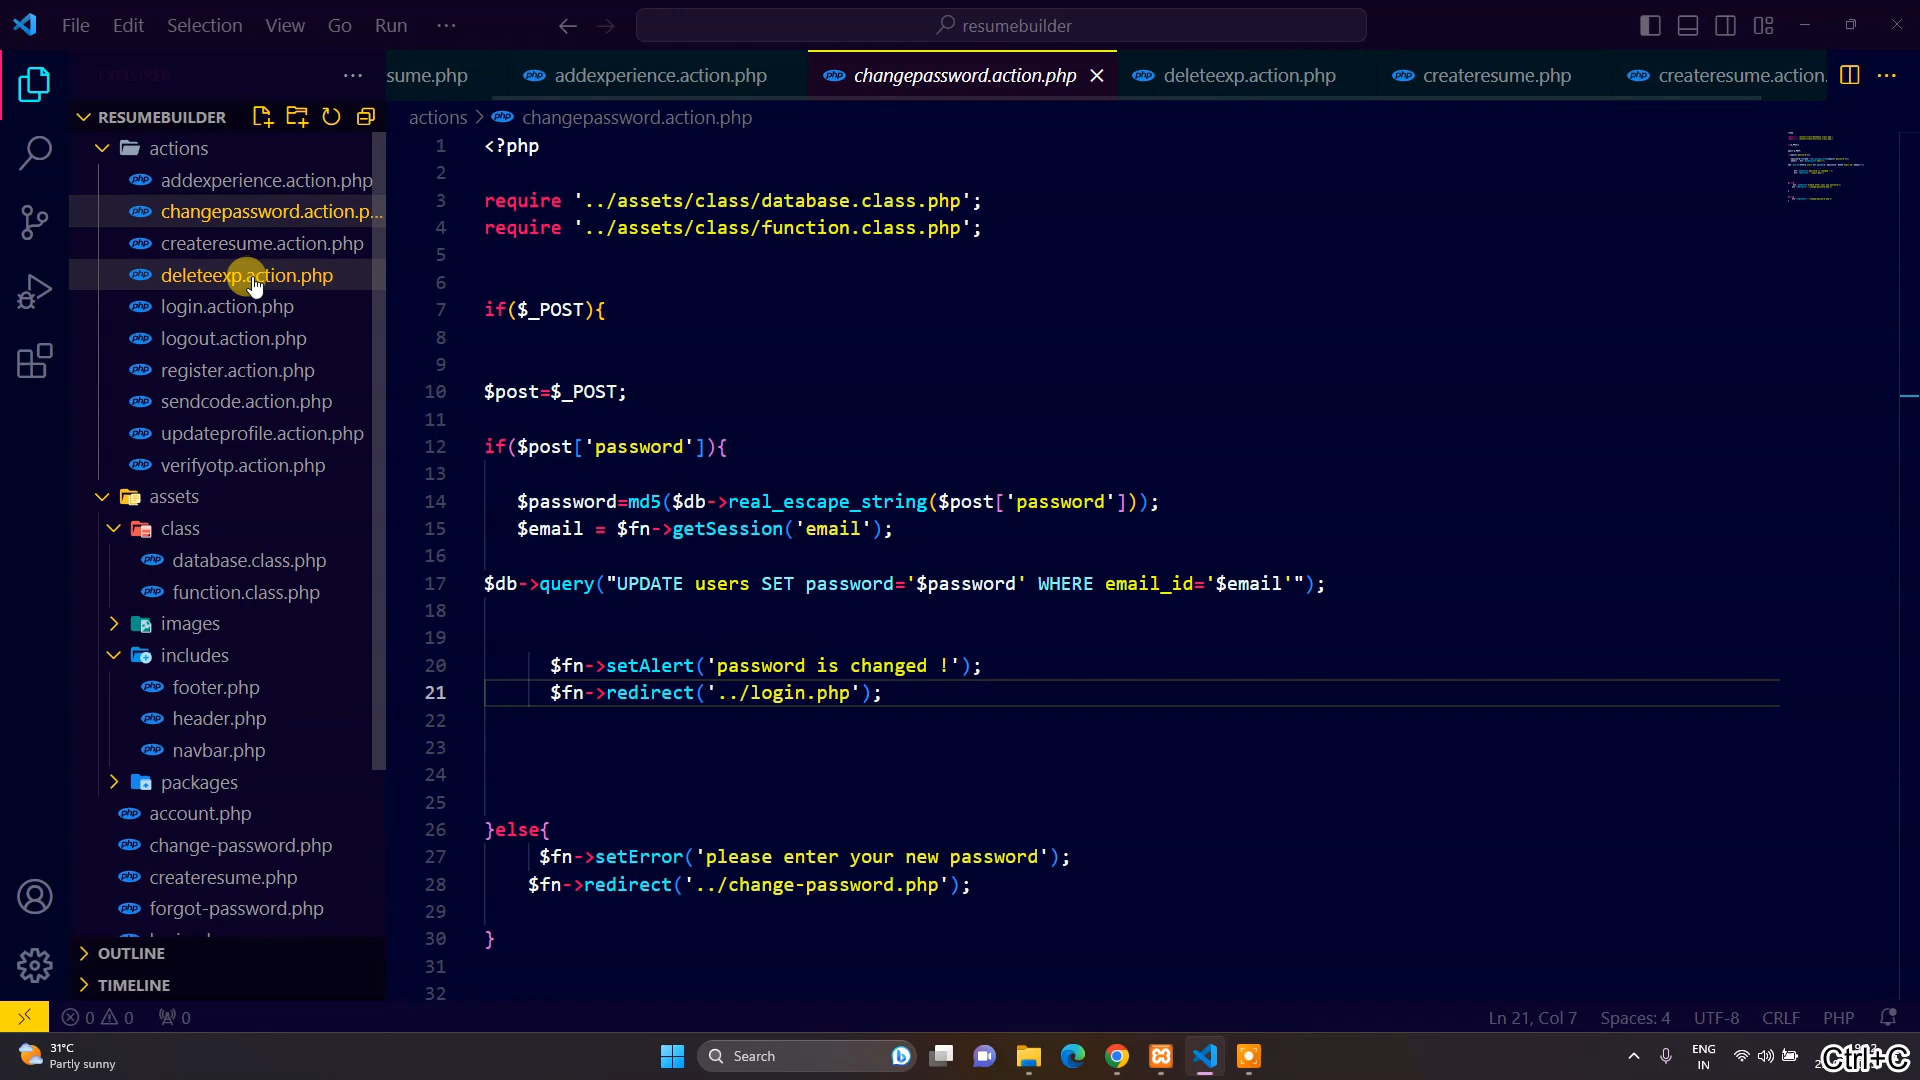 File Edit Selection View Go Run ···
resumebuilder
EXPLORER
sume.php
addexperience.action.php
changepassword.action.php
deleteexp.action.php
createresume.php
createresume.action.
RESUMEBUILDER
actions > changepassword.action.php
actions
addexperience.action.php
changepassword.action.p...
createresume.action.php
deleteexp.action.php
login.action.php
logout.action.php
register.action.php
sendcode.action.php
updateprofile.action.php
verifyotp.action.php
assets
class
database.class.php
function.class.php
images
includes
footer.php
header.php
navbar.php
packages
account.php
change-password.php
createresume.php
forgot-password.php
OUTLINE
TIMELINE
1 <?php
2
3 require '../assets/class/database.class.php';
4 require '../assets/class/function.class.php';
5
6
7 if($_POST){
8
9
10 $post=$_POST;
11
12 if($post['password']){
13
14 $password=md5($db->real_escape_string($post['password']));
15 $email = $fn->getSession('email');
16
17 $db->query("UPDATE users SET password='$password' WHERE email_id='$email'");
18
19
20 $fn->setAlert('password is changed !');
21 $fn->redirect('../login.php');
22
23
24
25
26 }else{
27 $fn->setError('please enter your new password');
28 $fn->redirect('../change-password.php');
29
30 }
31
32
0 0 0
Ln 21, Col 7 Spaces: 4 UTF-8 CRLF PHP
31°C
Partly sunny
Search
ENG
IN
Ctrl+C